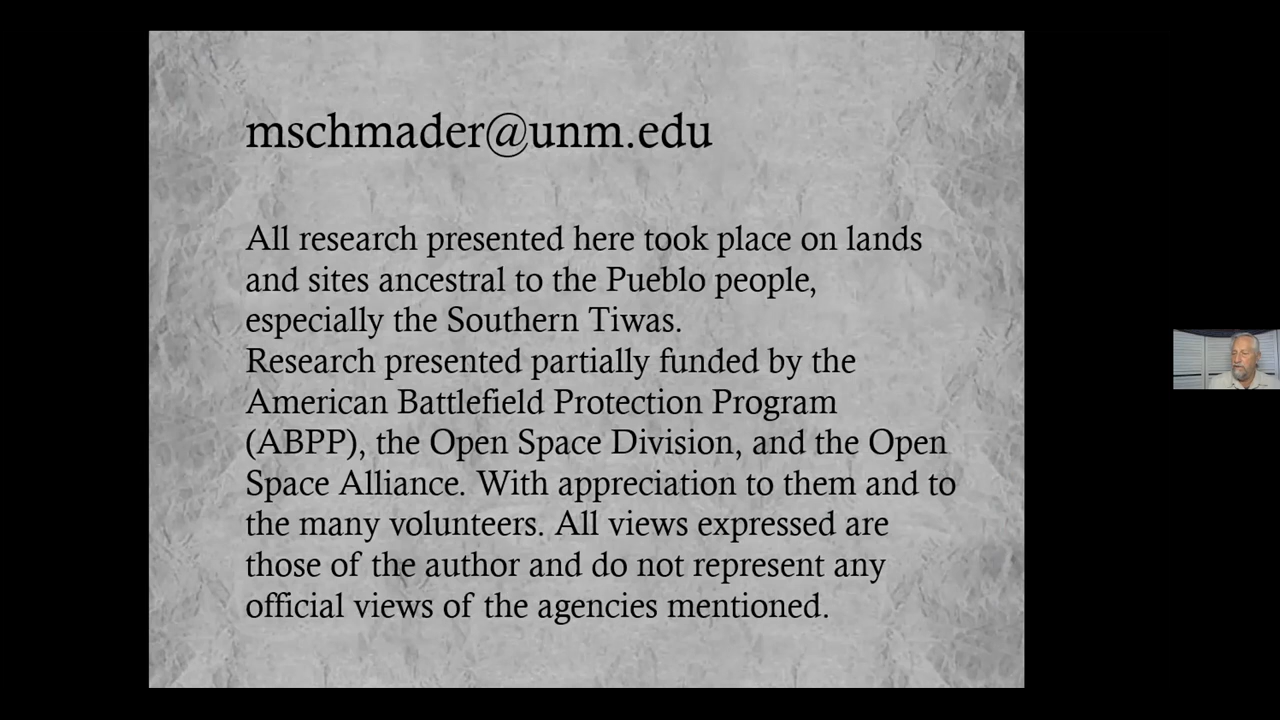 mschmader@unm.edu
All research presented here took place on lands
and sites ancestral to the Pueblo people,
especially the Southern Tiwas.
Research presented partially funded by the
American Battlefield Protection Program
(ABPP), the Open Space Division, and the Open
Space Alliance. With appreciation to them and to
the many volunteers. All views expressed are
those of the author and do not represent any
official views of the agencies mentioned.